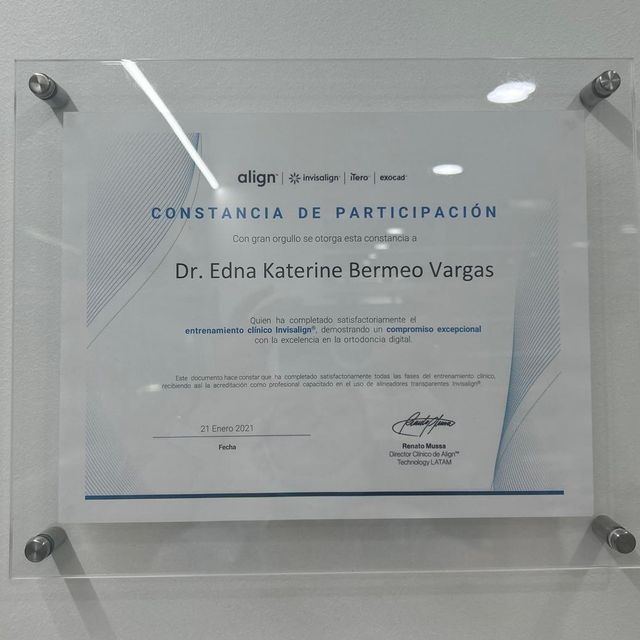 align | invisalign | iTero | exocad
CONSTANCIA DE PARTICIPACIÓN
Con gran orgullo se otorga esta constancia a
Dr. Edna Katerine Bermeo Vargas
Quien ha completado satisfactoriamente el
entrenamiento clínico Invisalign®, demostrando un compromiso excepcional
con la excelencia en la ortodoncia digital.
Este documento hace constar que ha completado satisfactoriamente todas las fases del entrenamiento clínico,
recibiendo así la acreditación como profesional capacitado en el uso de alineadores transparentes Invisalign®.
21 Enero 2021
Fecha
Renato Mussa
Director Clínico de Align™
Technology LATAM